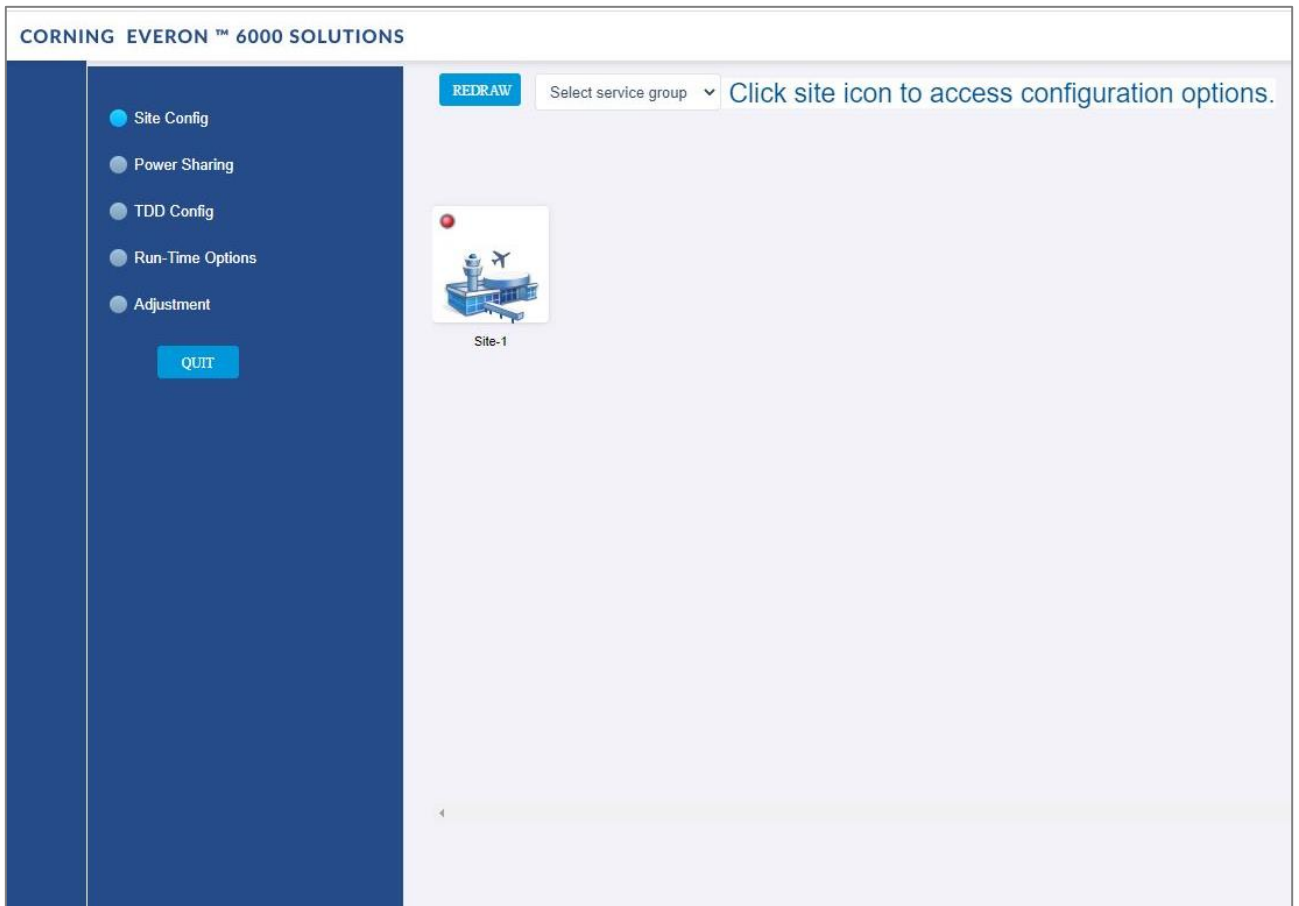 CORNING EVERON ™ 6000 SOLUTIONS
Site Config
Power Sharing
TDD Config
Run-Time Options
Adjustment
QUIT
REDRAW
Select service group
Click site icon to access configuration options.
Site-1